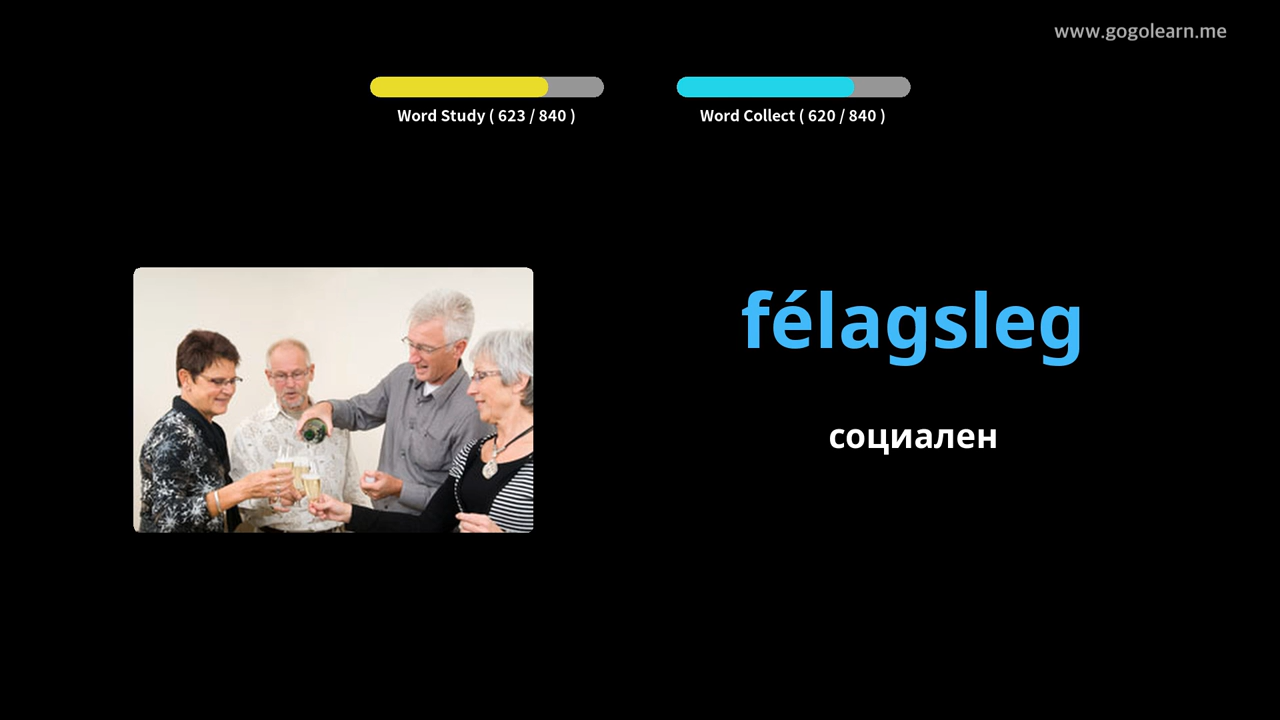 www.gogolearn.me
Word Study ( 623 / 840 )
Word Collect ( 620 / 840 )
félagsleg
социален